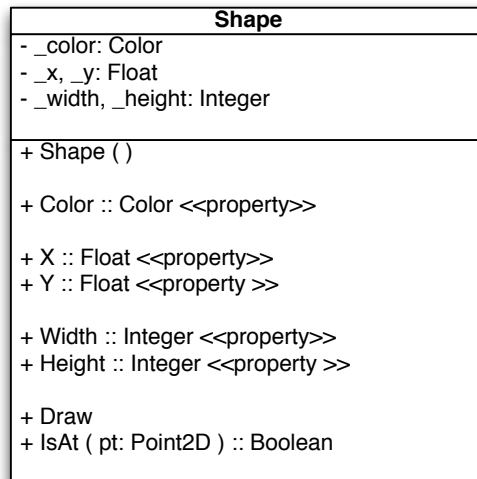 Shape
- _color: Color
- _x, _y: Float
- _width, _height: Integer
+ Shape ( )
+ Color :: Color <<property>>
+ X :: Float <<property>>
+ Y :: Float <<property >>
+ Width :: Integer <<property>>
+ Height :: Integer <<property >>
+ Draw
+ IsAt ( pt: Point2D ) :: Boolean